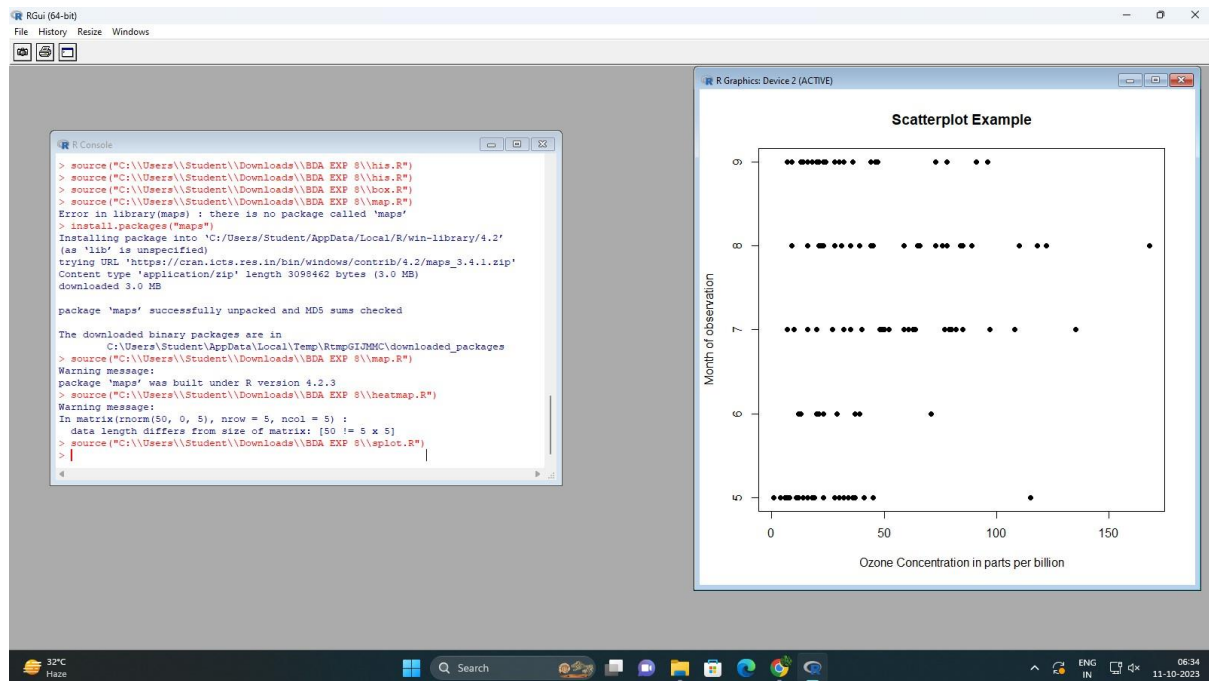 RGui (64-bit)
File History Resize Windows
R Console
> source("C:\\Users\\Student\\Downloads\\BDA EXP 8\\his.R")
> source("C:\\Users\\Student\\Downloads\\BDA EXP 8\\his.R")
> source("C:\\Users\\Student\\Downloads\\BDA EXP 8\\box.R")
> source("C:\\Users\\Student\\Downloads\\BDA EXP 8\\map.R")
Error in library(maps) : there is no package called ‘maps’
> install.packages("maps")
Installing package into ‘C:/Users/Student/AppData/Local/R/win-library/4.2’
(as ‘lib’ is unspecified)
trying URL 'https://cran.icts.res.in/bin/windows/contrib/4.2/maps_3.4.1.zip'
Content type 'application/zip' length 3098462 bytes (3.0 MB)
downloaded 3.0 MB
package ‘maps’ successfully unpacked and MD5 sums checked
The downloaded binary packages are in
C:\Users\Student\AppData\Local\Temp\RtmpGIJMMC\downloaded_packages
> source("C:\\Users\\Student\\Downloads\\BDA EXP 8\\map.R")
Warning message:
package ‘maps’ was built under R version 4.2.3
> source("C:\\Users\\Student\\Downloads\\BDA EXP 8\\heatmap.R")
Warning message:
In matrix(rnorm(50, 0, 5), nrow = 5, ncol = 5) :
data length differs from size of matrix: [50 != 5 x 5]
> source("C:\\Users\\Student\\Downloads\\BDA EXP 8\\splot.R")
>
R Graphics: Device 2 (ACTIVE)
Scatterplot Example
Month of observation
9
8
7
6
5
0 50 100 150
Ozone Concentration in parts per billion
32°C
Haze
Search
ENG
IN
06:34
11-10-2023